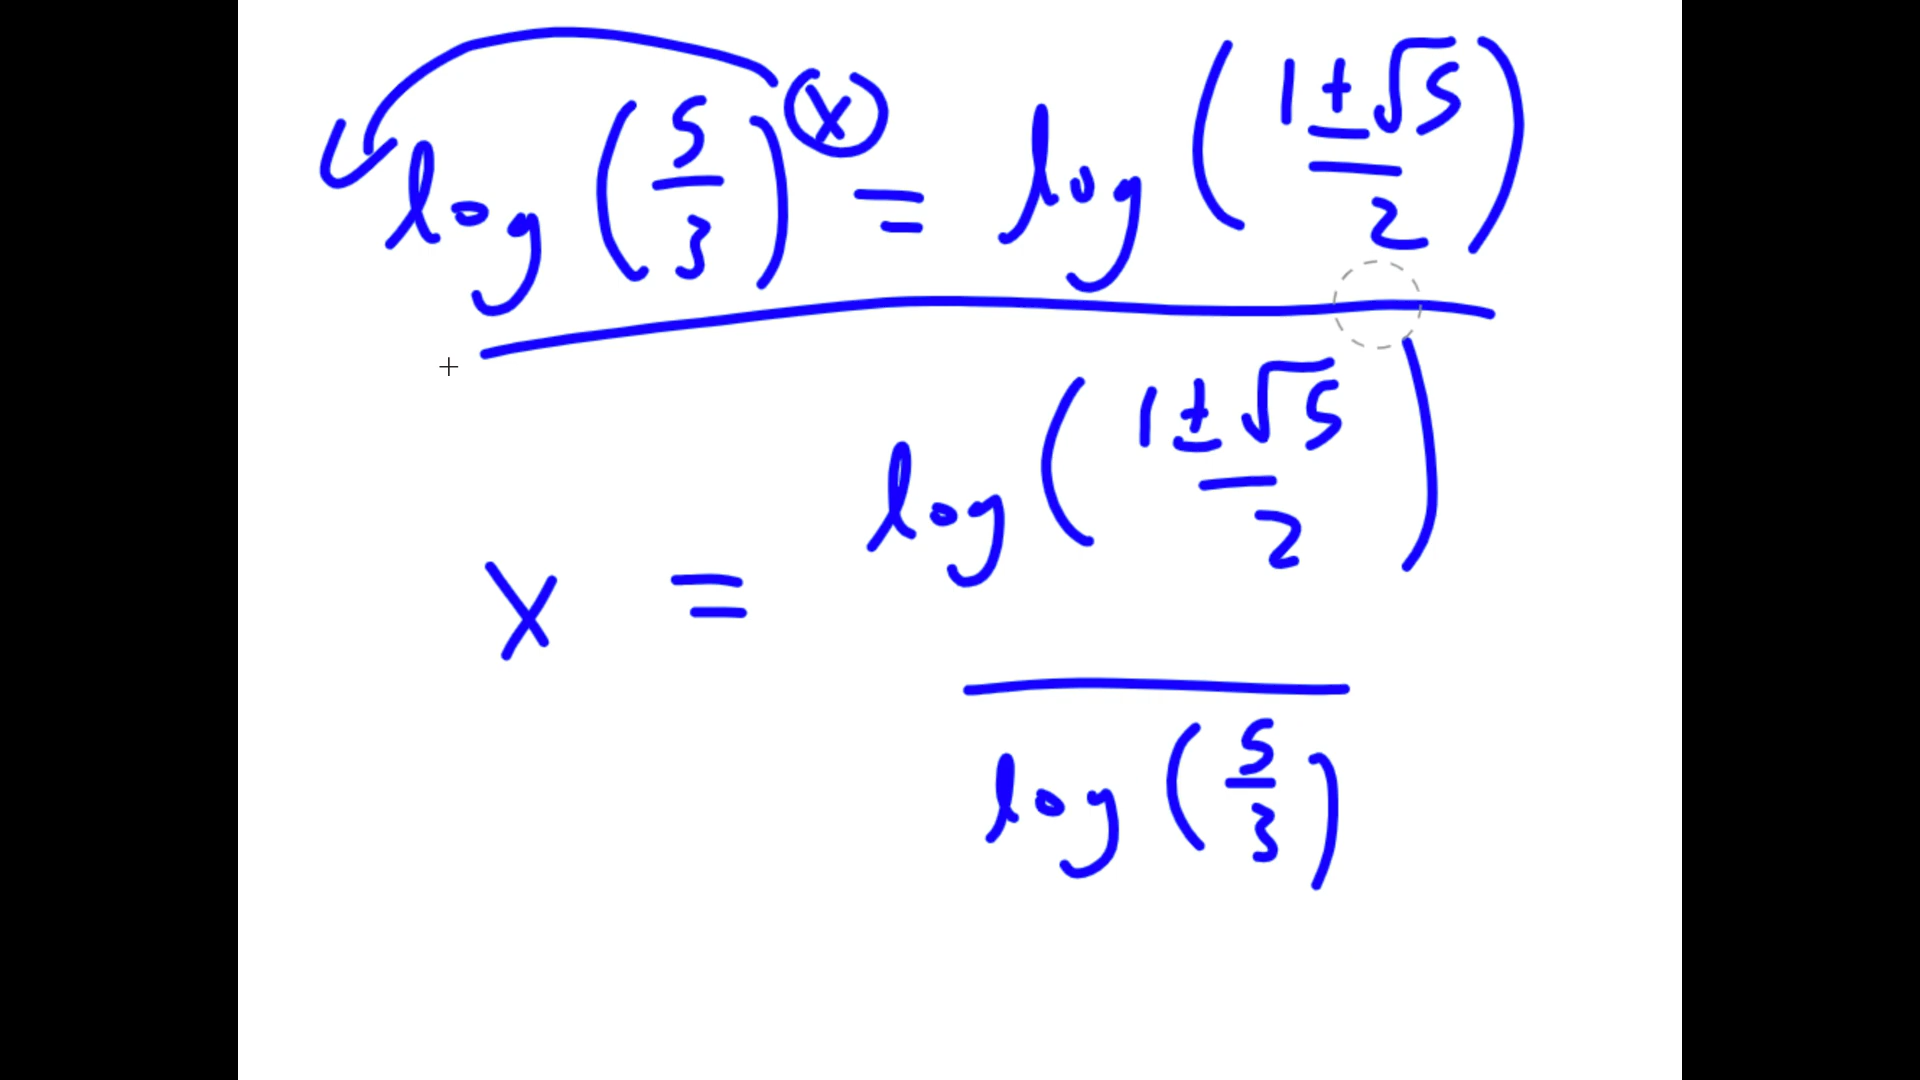 log (5/3)^x = log ((1 ± √5)/2)
x = log ((1 ± √5)/2) / log (5/3)